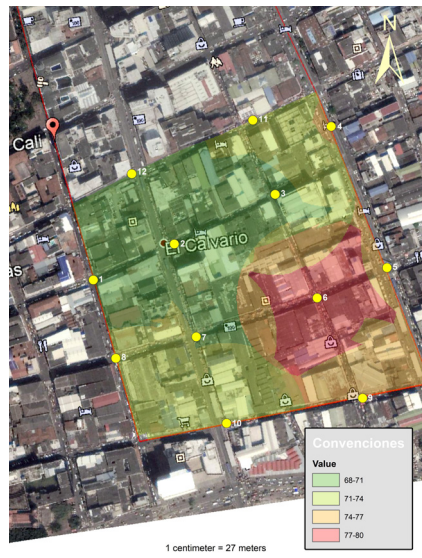 N
11
4
Cali
12
3
El Calvario
2
5
1
as
6
7
8
9
10
Convenciones
Value
68-71
71-74
74-77
77-80
1 centimeter = 27 meters